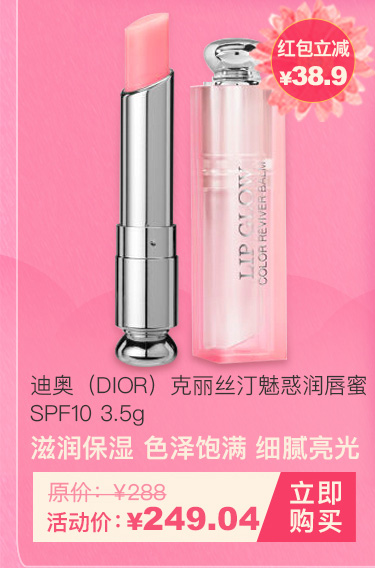 红包立减
¥38.9
LIP GLOW
COLOR REVIVER BALM
迪奥（DIOR）克丽丝汀魅惑润唇蜜
SPF10 3.5g
滋润保湿 色泽饱满 细腻亮光
原价：¥288
活动价：¥249.04
立即
购买